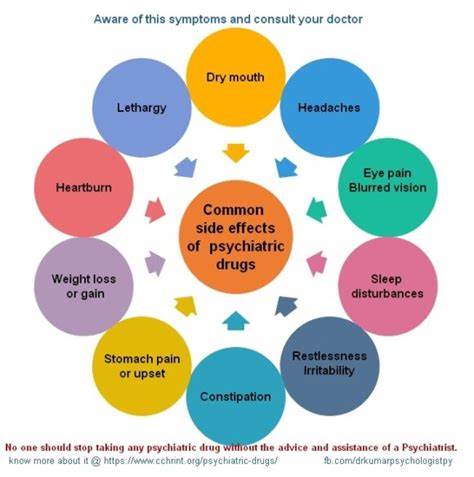 Aware of this symptoms and consult your doctor
Dry mouth
Headaches
Eye pain
Blurred vision
Sleep
disturbances
Restlessness
Irritability
Constipation
Stomach pain
or upset
Weight loss
or gain
Heartburn
Lethargy
Common
side effects
of psychiatric
drugs
No one should stop taking any psychiatric drug without the advice and assistance of a Psychiatrist.
know more about it @ https://www.cchrint.org/psychiatric-drugs/ fb.com/drkumarpsychologistpy